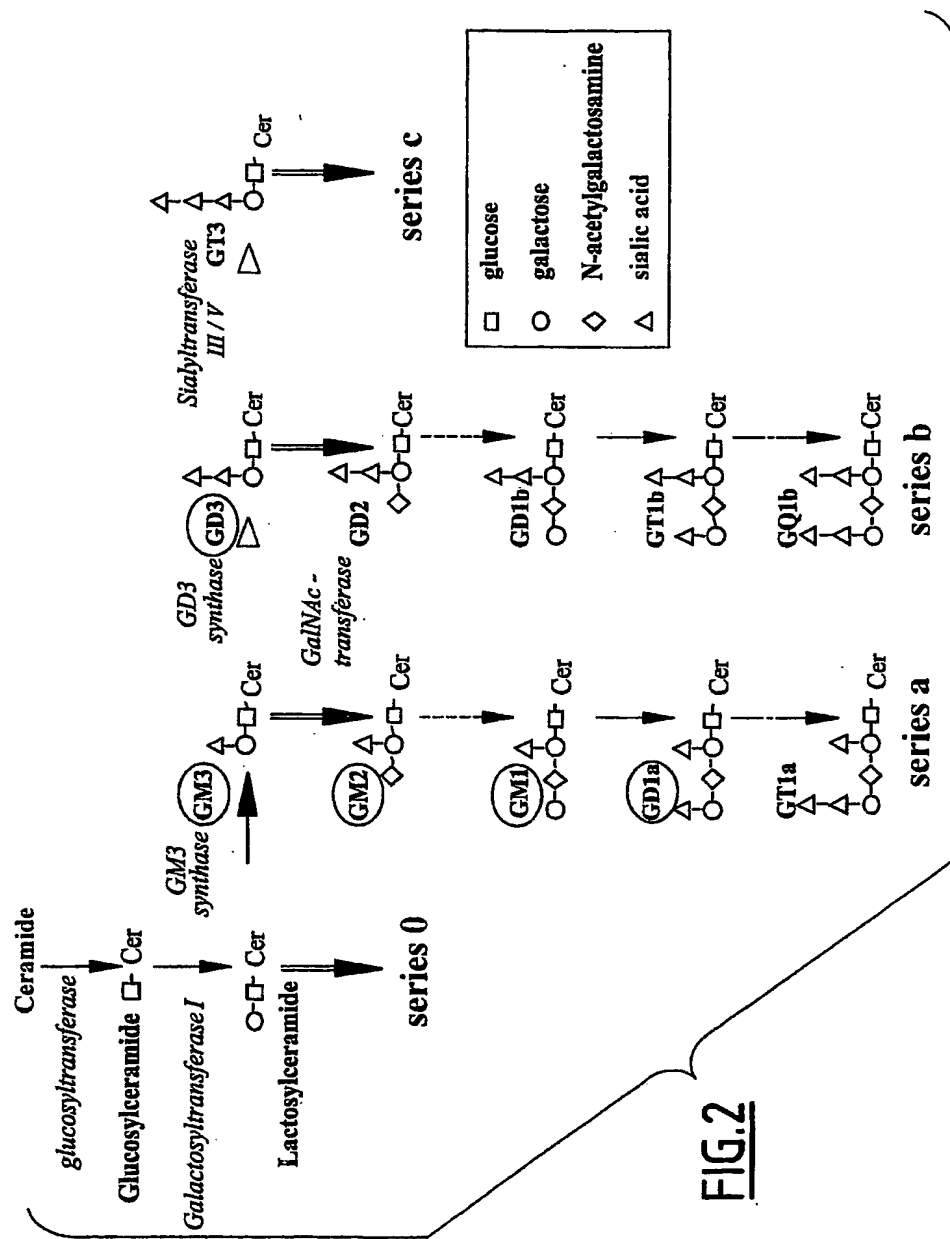 Ceramide
glucosyltransferase
Glucosylceramide
Cer
Galactosyltransferase I
Cer
Lactosylceramide
series 0
GM3
synthase
GM3
Cer
GM2
Cer
GM1
Cer
GD1a
Cer
GT1a
Cer
series a
GD3
synthase
GD3
Cer
GalNAc -
transférase
GD2
Cer
GD1b
Cer
GT1b
Cer
GQ1b
Cer
series b
Sialyltransferase
III / V
GT3
Cer
series c
glucose
galactose
N-acetylgalactosamine
sialic acid
FIG.2